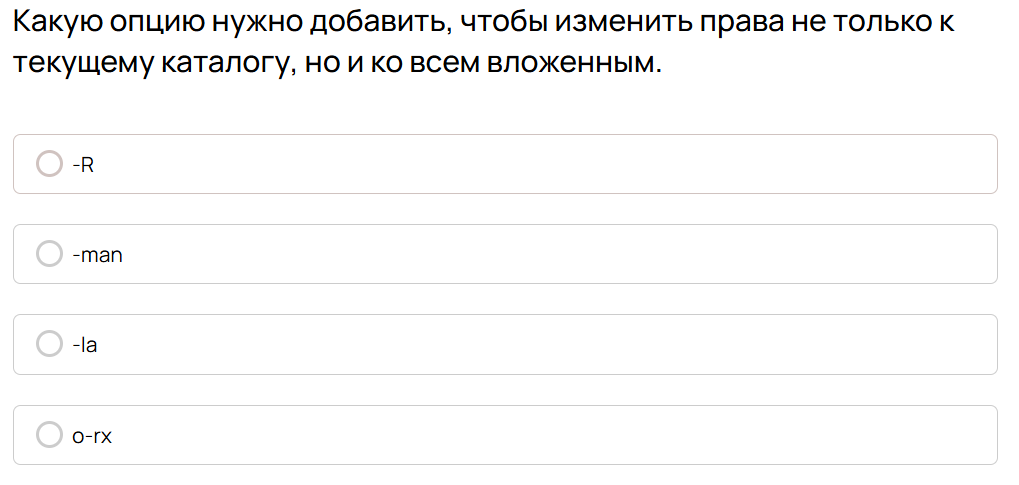 Какую опцию нужно добавить, чтобы изменить права не только к
текущему каталогу, но и ко всем вложенным.
-R
-man
-la
o-rx